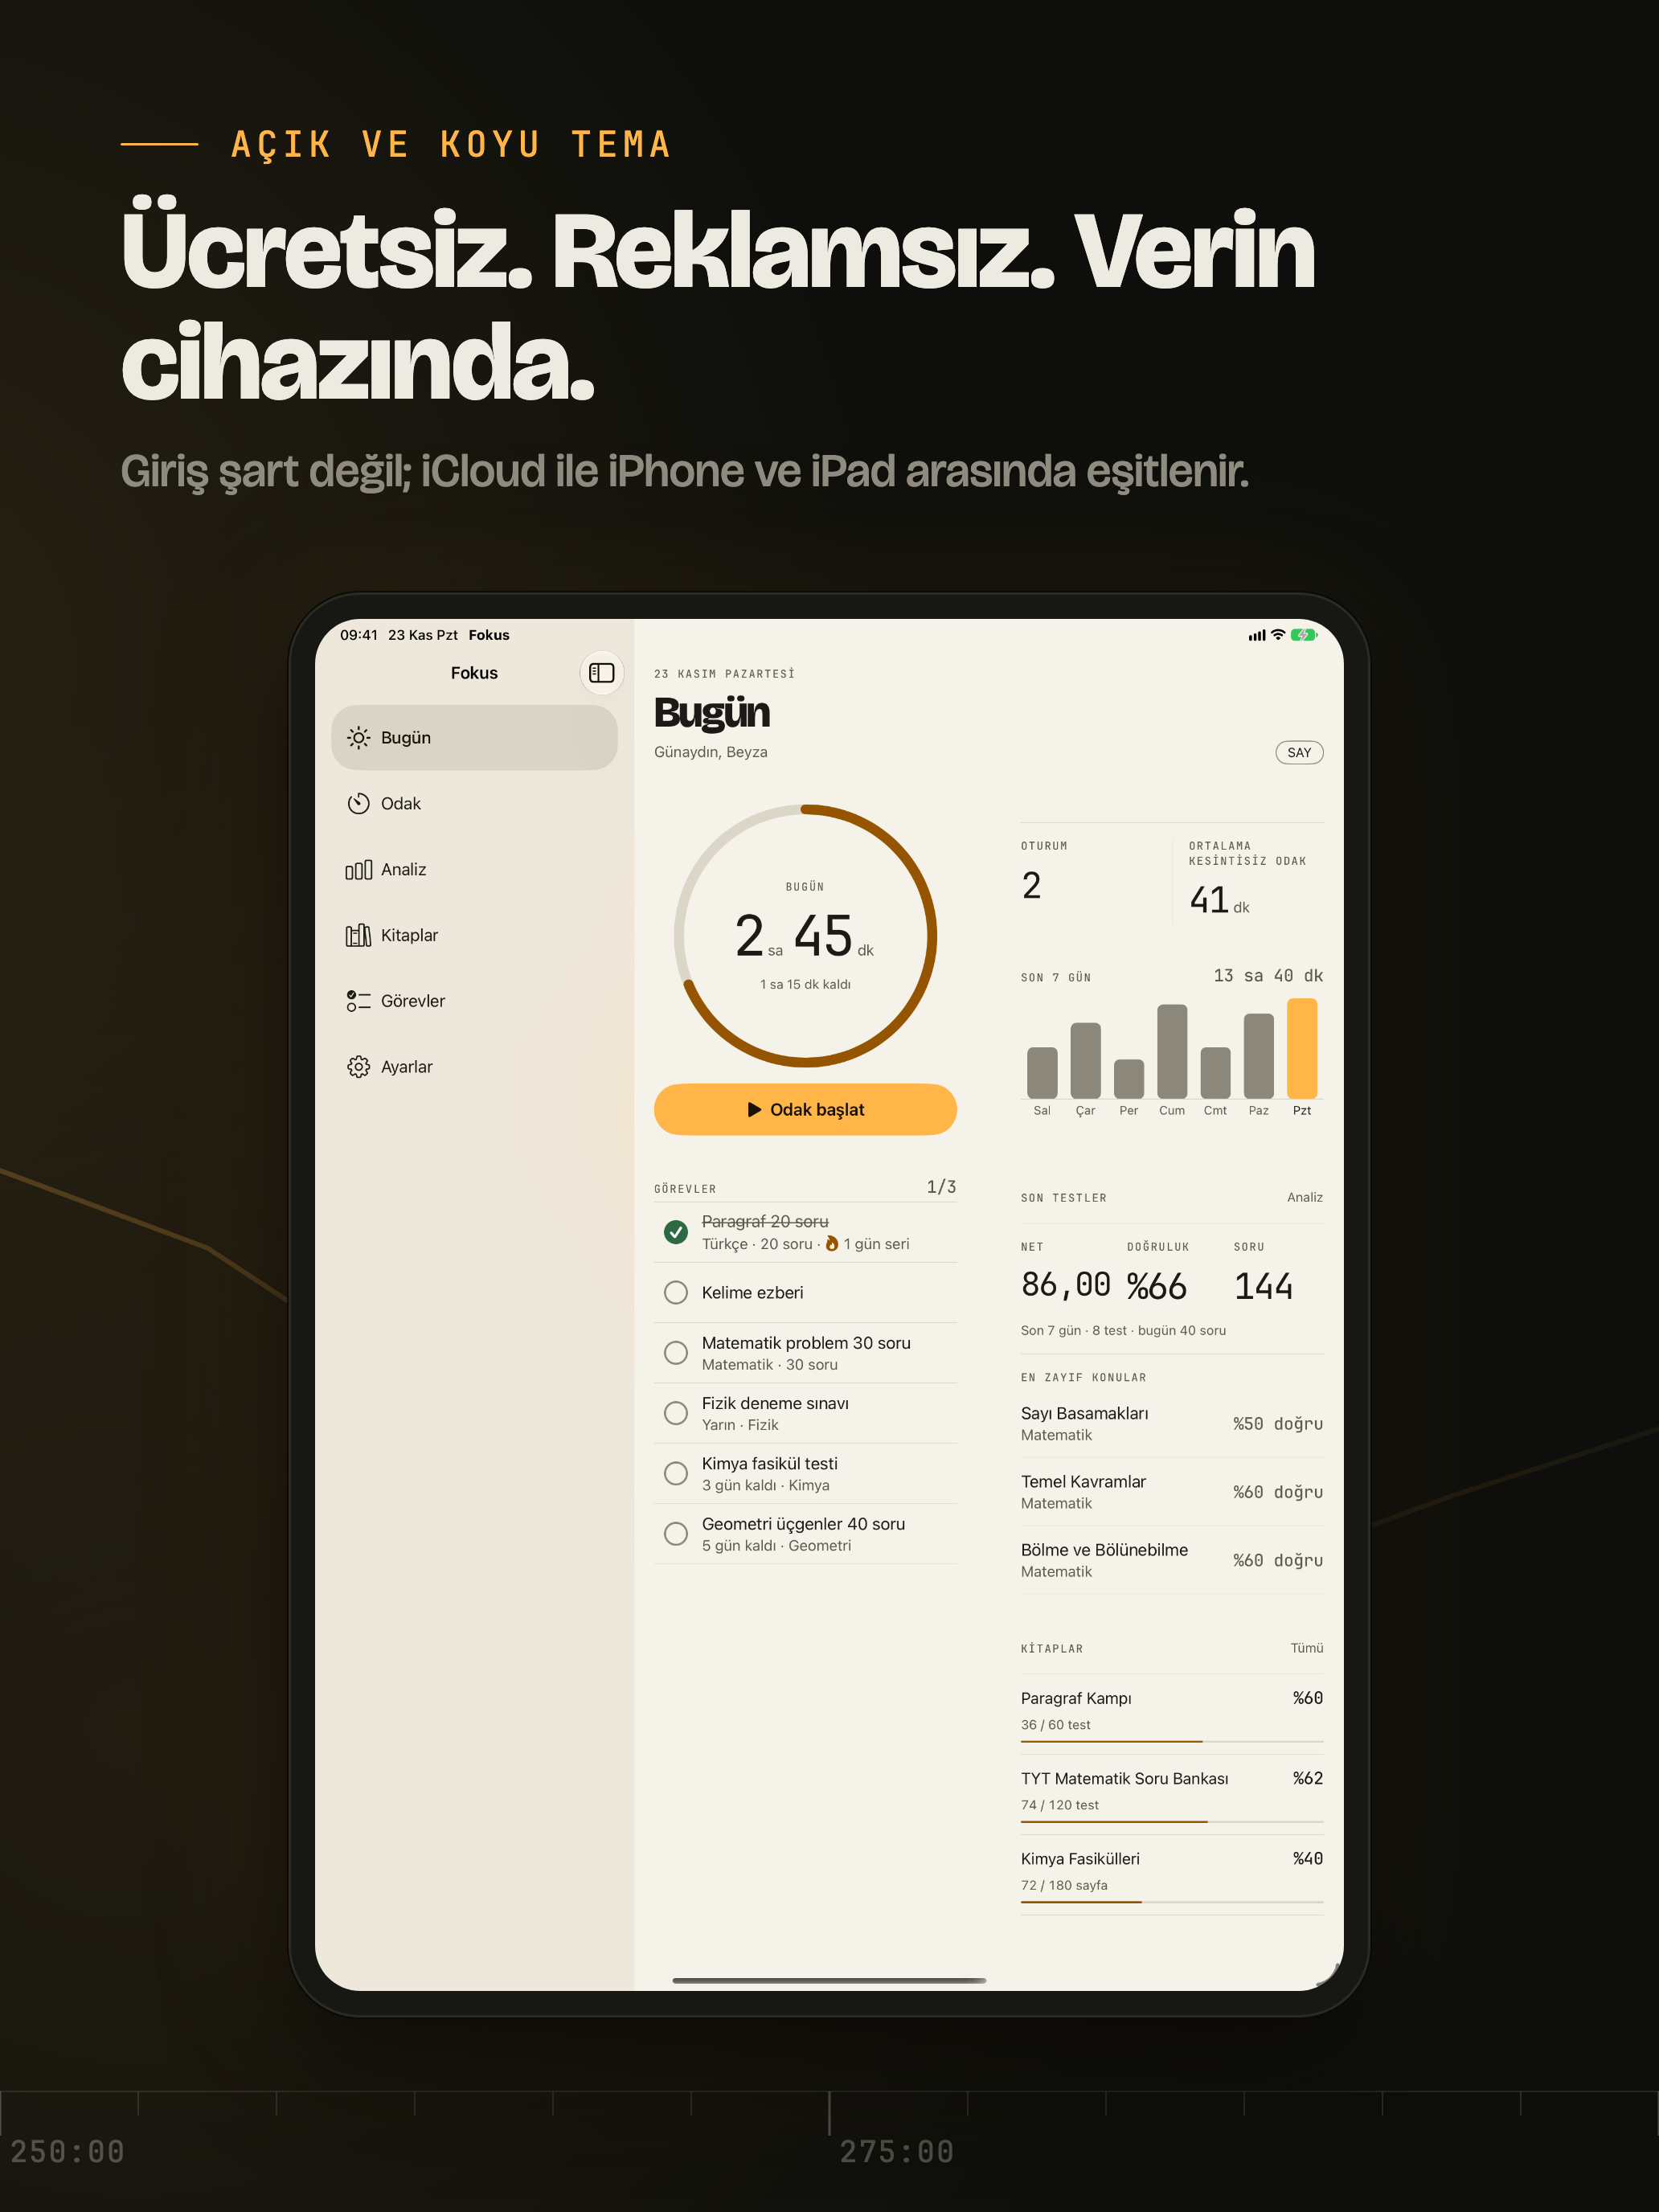 AÇIK VE KOYU TEMA
Ücretsiz. Reklamsız. Verin
cihazında.
Giriş şart değil; iCloud ile iPhone ve iPad arasında eşitlenir.
09:41 23 Kas Pzt Fokus
Fokus
Bugün
Odak
Analiz
Kitaplar
Görevler
Ayarlar
23 KASIM PAZARTESİ
Bugün
Günaydın, Beyza
SAY
BUGÜN
2 sa 45 dk
1 sa 15 dk kaldı
Odak başlat
GÖREVLER 1/3
Paragraf 20 soru
Türkçe · 20 soru · 1 gün seri
Kelime ezberi
Matematik problem 30 soru
Matematik · 30 soru
Fizik deneme sınavı
Yarın · Fizik
Kimya fasikül testi
3 gün kaldı · Kimya
Geometri üçgenler 40 soru
5 gün kaldı · Geometri
OTURUM
2
ORTALAMA
KESİNTİSİZ ODAK
41 dk
SON 7 GÜN 13 sa 40 dk
Sal Çar Per Cum Cmt Paz Pzt
SON TESTLER Analiz
NET DOĞRULUK SORU
86,00 %66 144
Son 7 gün · 8 test · bugün 40 soru
EN ZAYIF KONULAR
Sayı Basamakları
Matematik
%50 doğru
Temel Kavramlar
Matematik
%60 doğru
Bölme ve Bölünebilme
Matematik
%60 doğru
KİTAPLAR Tümü
Paragraf Kampı %60
36 / 60 test
TYT Matematik Soru Bankası %62
74 / 120 test
Kimya Fasikülleri %40
72 / 180 sayfa
250:00 275:00